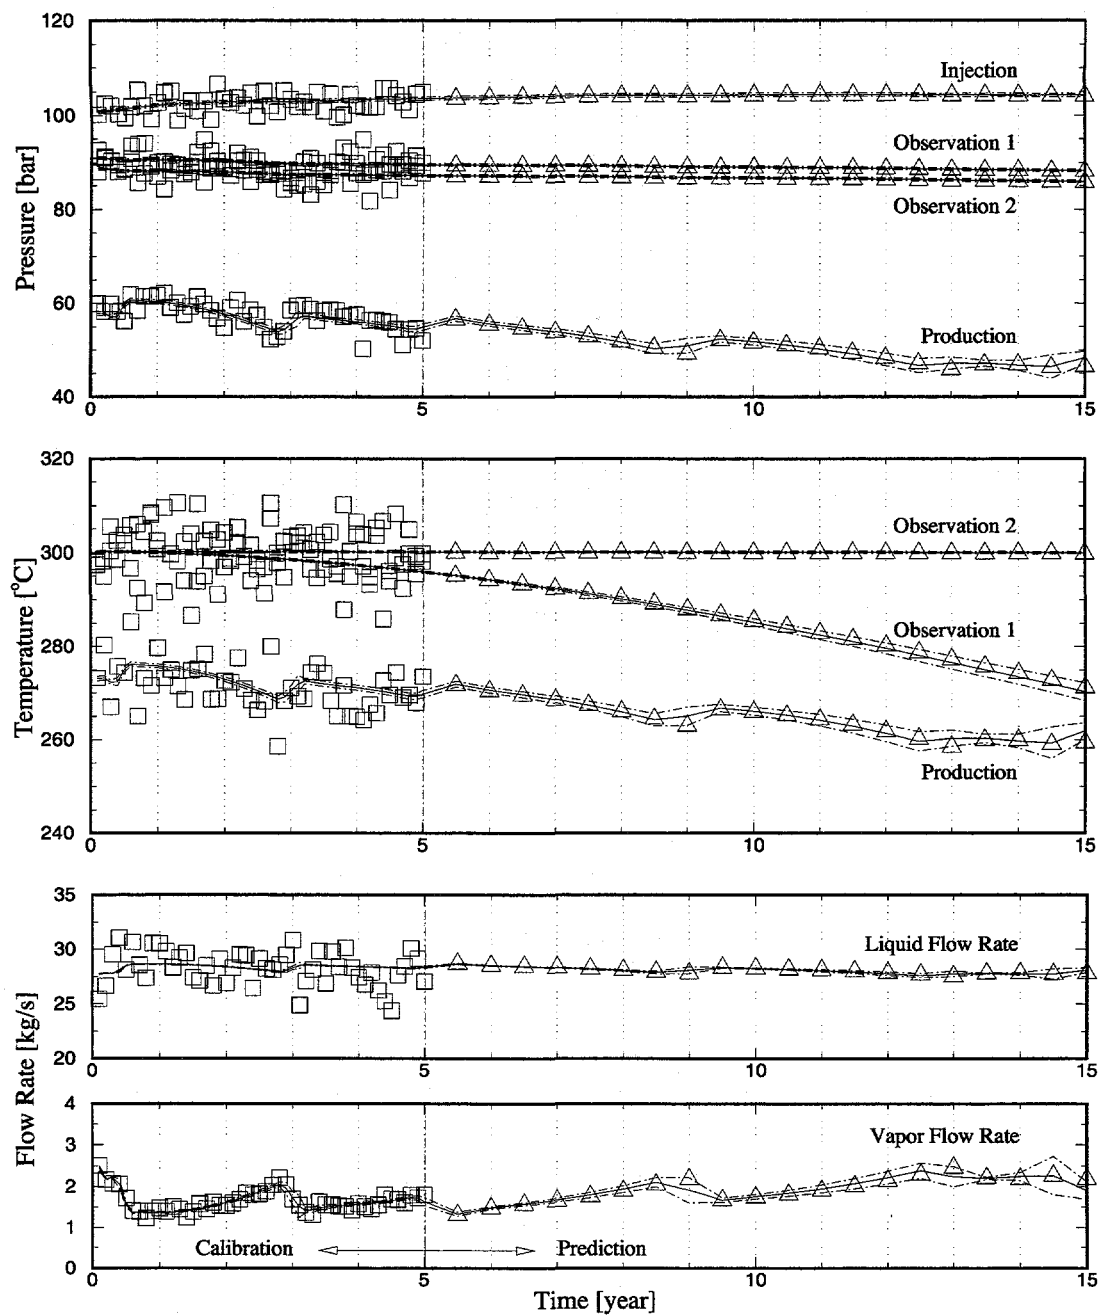 120
100
80
60
40
Pressure [bar]
Injection
Observation 1
Observation 2
Production
0
5
10
15
320
300
280
260
240
Temperature [°C]
Observation 2
Observation 1
Production
0
5
10
15
35
30
25
20
Flow Rate [kg/s]
Liquid Flow Rate
0
5
10
15
4
3
2
1
0
Vapor Flow Rate
Calibration
Prediction
0
5
10
15
Time [year]